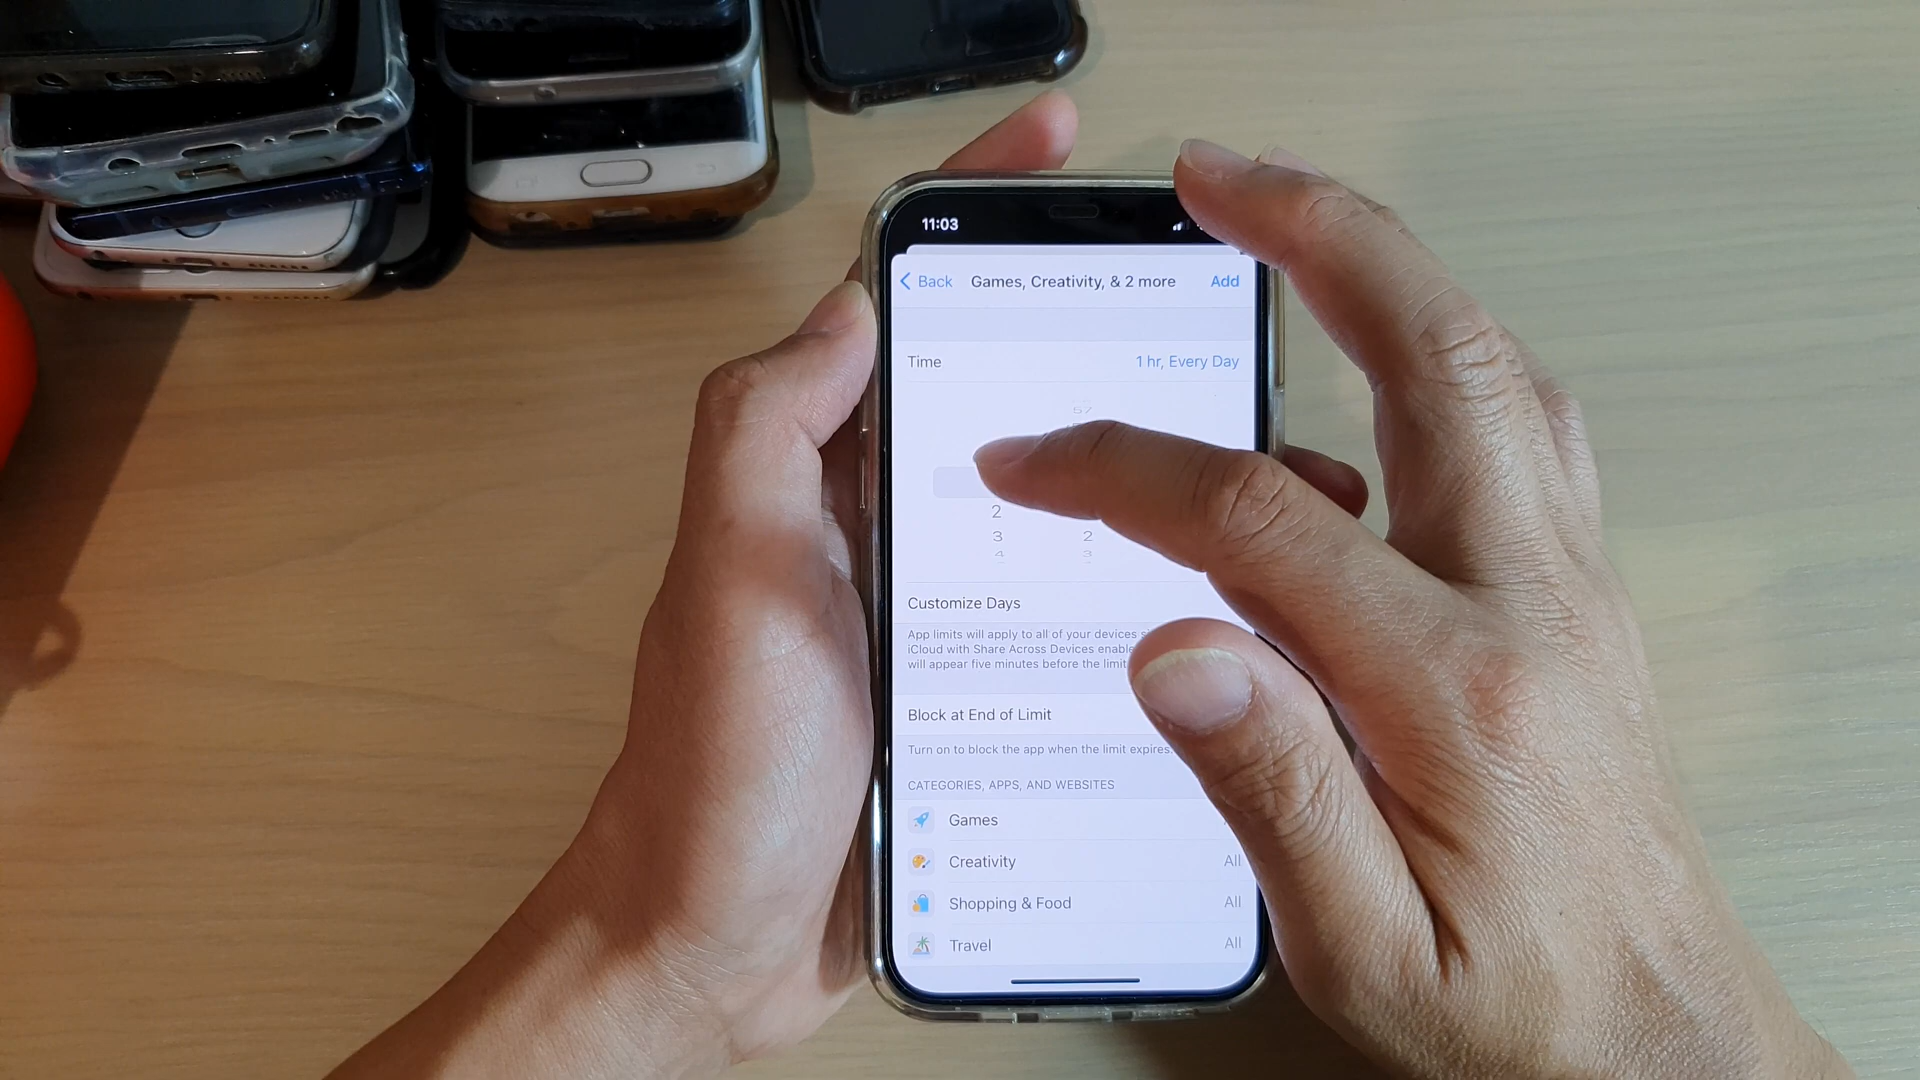 11:03
Back Games, Creativity, & 2 more Add
Time 1 hr, Every Day
57
2
3 2
4 3
Customize Days
App limits will apply to all of your devices
iCloud with Share Across Devices
will appear five minutes before the limit
Block at End of Limit
Turn on to block the app when the limit expires.
CATEGORIES, APPS, AND WEBSITES
Games
Creativity All
Shopping & Food All
Travel All